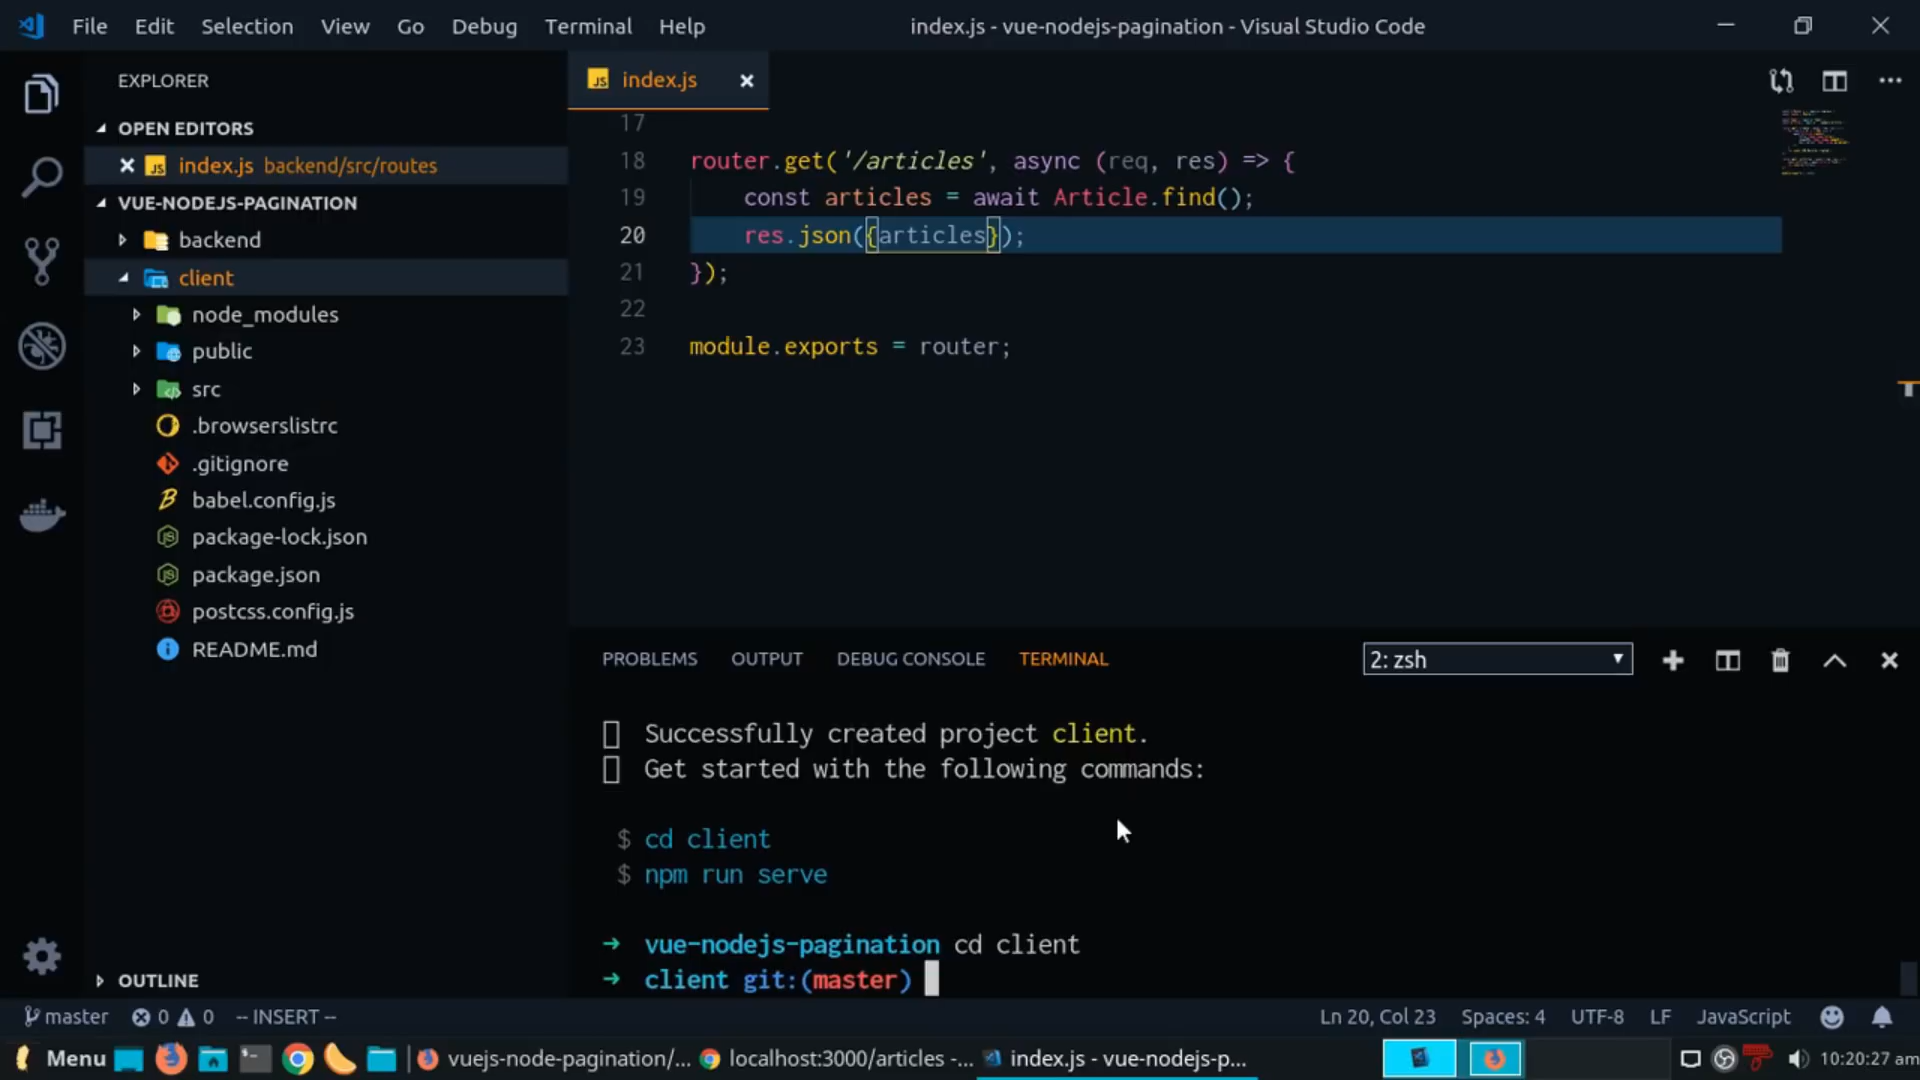 File Edit Selection View Go Debug Terminal Help
index.js - vue-nodejs-pagination - Visual Studio Code
EXPLORER
OPEN EDITORS
index.js backend/src/routes
VUE-NODEJS-PAGINATION
backend
client
node_modules
public
src
.browserslistrc
.gitignore
babel.config.js
package-lock.json
package.json
postcss.config.js
README.md
OUTLINE
index.js
17
18 router.get('/articles', async (req, res) => {
19 const articles = await Article.find();
20 res.json({articles});
21 });
22
23 module.exports = router;
PROBLEMS OUTPUT DEBUG CONSOLE TERMINAL
2: zsh
Successfully created project client.
Get started with the following commands:
$ cd client
$ npm run serve
→ vue-nodejs-pagination cd client
→ client git:(master)
master 0 0 -- INSERT --
Ln 20, Col 23 Spaces: 4 UTF-8 LF JavaScript
Menu vuejs-node-pagination/... localhost:3000/articles -... index.js - vue-nodejs-p... 10:20:27 am